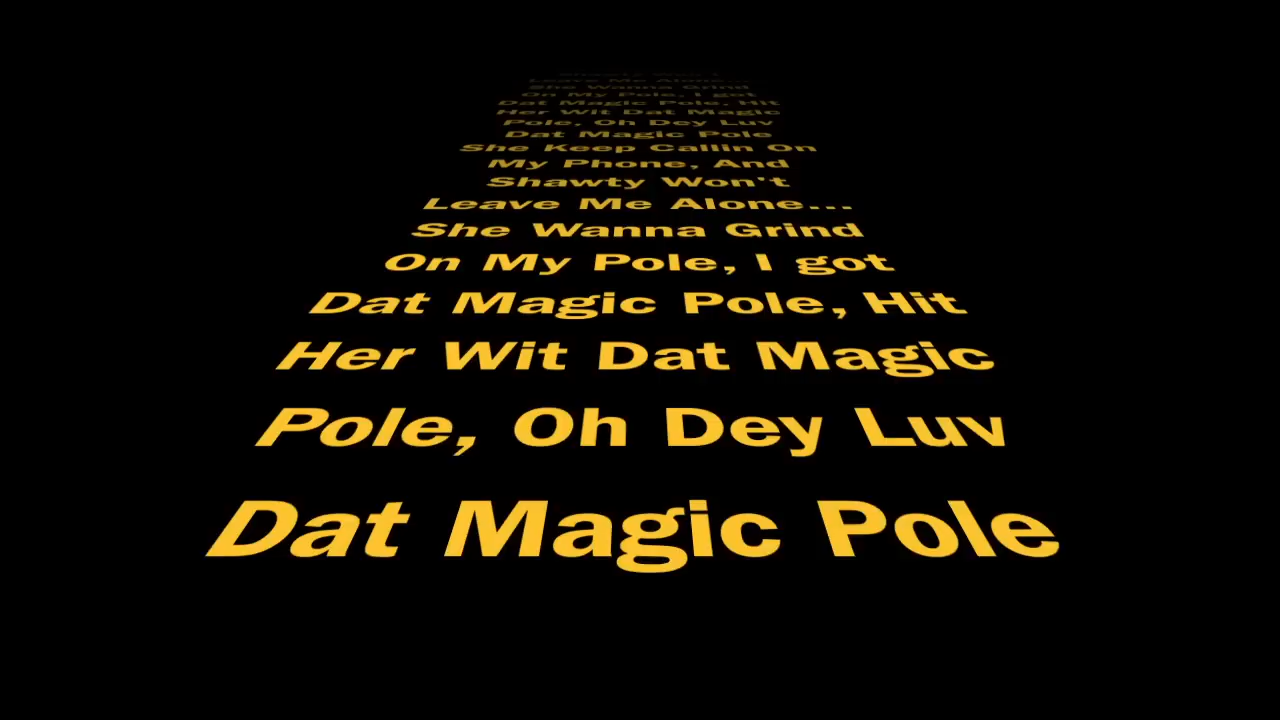 Shawty Won't
Leave Me Alone...
She Wanna Grind
On My Pole, I got
Dat Magic Pole, Hit
Her Wit Dat Magic
Pole, Oh Dey Luv
Dat Magic Pole
She Keep Callin On
My Phone, And
Shawty Won't
Leave Me Alone...
She Wanna Grind
On My Pole, I got
Dat Magic Pole, Hit
Her Wit Dat Magic
Pole, Oh Dey Luv
Dat Magic Pole